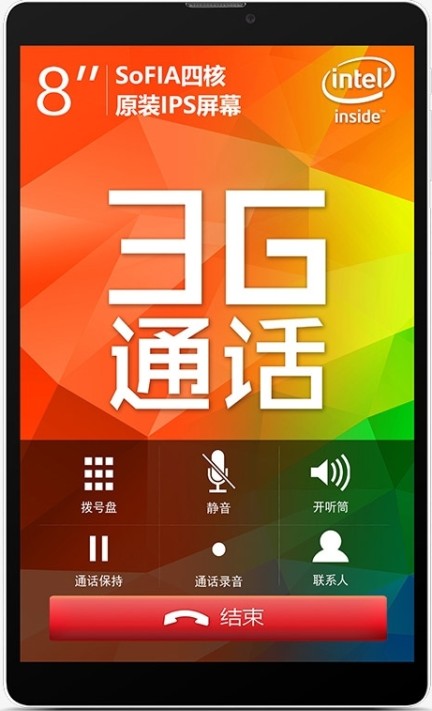 8″
SoFIA四核
原装IPS屏幕
intel
inside™
3G
通话
拨号盘
静音
开听筒
通话保持
通话录音
联系人
结束